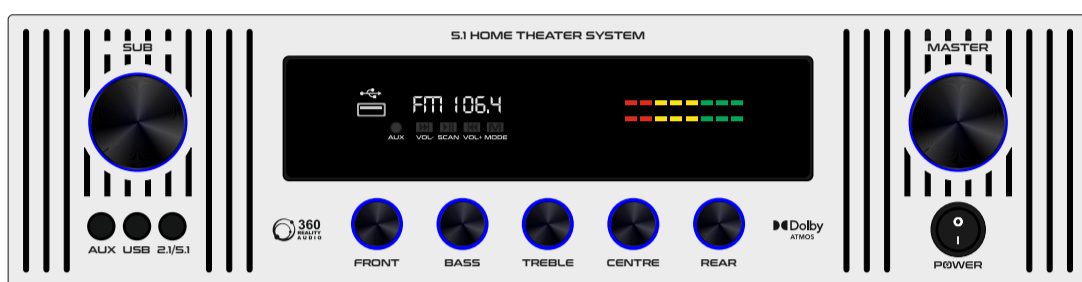 5.1 HOME THEATER SYSTEM
SUB
MASTER
FM 106.4
AUX VOL- SCAN VOL+ MODE
AUX USB 2.1/5.1
360
REALITY
AUDIO
FRONT BASS TREBLE CENTRE REAR
Dolby
ATMOS
O
I
POWER